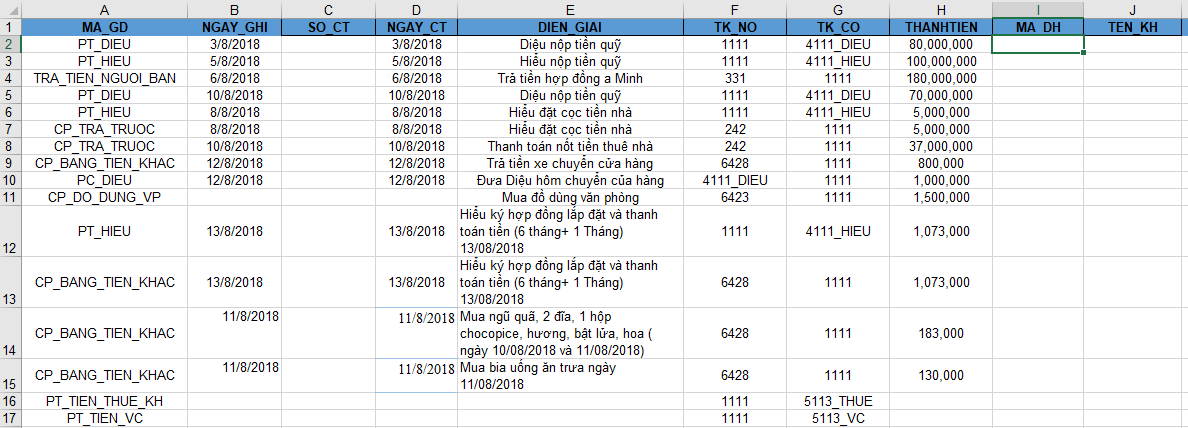 A B C D E F G H I J
1 MA_GD NGAY_GHI SO_CT NGAY_CT DIEN_GIAI TK_NO TK_CO THANHTIEN MA_DH TEN_KH
2 PT_DIEU 3/8/2018 3/8/2018 Diệu nộp tiền quỹ 1111 4111_DIEU 80,000,000
3 PT_HIEU 5/8/2018 5/8/2018 Hiểu nộp tiền quỹ 1111 4111_HIEU 100,000,000
4 TRA_TIEN_NGUOI_BAN 6/8/2018 6/8/2018 Trả tiền hợp đồng a Minh 331 1111 180,000,000
5 PT_DIEU 10/8/2018 10/8/2018 Diệu nộp tiền quỹ 1111 4111_DIEU 70,000,000
6 PT_HIEU 8/8/2018 8/8/2018 Hiểu đặt cọc tiền nhà 1111 4111_HIEU 5,000,000
7 CP_TRA_TRUOC 8/8/2018 8/8/2018 Hiểu đặt cọc tiền nhà 242 1111 5,000,000
8 CP_TRA_TRUOC 10/8/2018 10/8/2018 Thanh toán nốt tiền thuê nhà 242 1111 37,000,000
9 CP_BANG_TIEN_KHAC 12/8/2018 12/8/2018 Trả tiền xe chuyển cửa hàng 6428 1111 800,000
10 PC_DIEU 12/8/2018 12/8/2018 Đưa Diệu hôm chuyển của hàng 4111_DIEU 1111 1,000,000
11 CP_DO_DUNG_VP Mua đồ dùng văn phòng 6423 1111 1,500,000
Hiểu ký hợp đồng lắp đặt và thanh
12 PT_HIEU 13/8/2018 13/8/2018 toán tiền (6 tháng+ 1 Tháng) 1111 4111_HIEU 1,073,000
13/08/2018
Hiểu ký hợp đồng lắp đặt và thanh
13 CP_BANG_TIEN_KHAC 13/8/2018 13/8/2018 toán tiền (6 tháng+ 1 Tháng) 6428 1111 1,073,000
13/08/2018
11/8/2018 11/8/2018 Mua ngũ quã, 2 đĩa, 1 hộp
14 CP_BANG_TIEN_KHAC chocopice, hương, bật lửa, hoa ( 6428 1111 183,000
ngày 10/08/2018 và 11/08/2018)
11/8/2018 11/8/2018 Mua bia uống ăn trưa ngày
15 CP_BANG_TIEN_KHAC 11/08/2018 6428 1111 130,000
16 PT_TIEN_THUE_KH 1111 5113_THUE
17 PT_TIEN_VC 1111 5113_VC